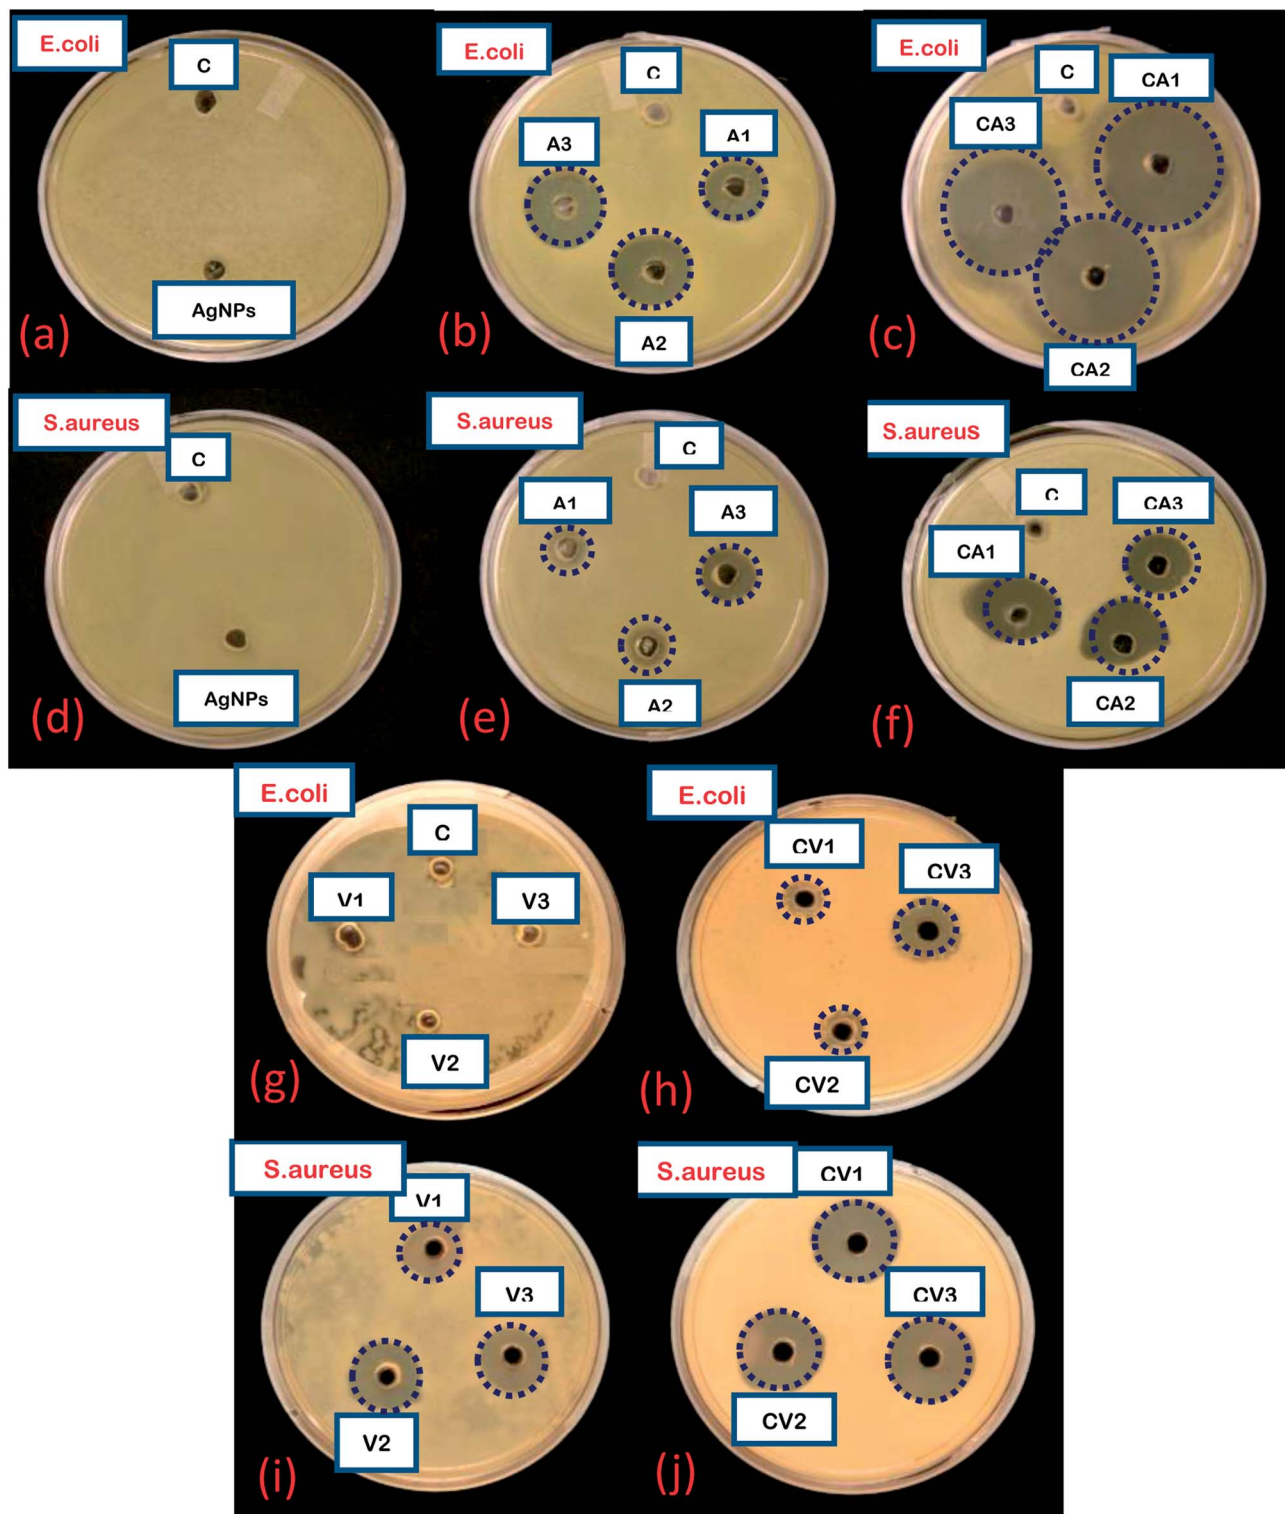 E.coli
C
AgNPs
(a)
E.coli
C
A3
A1
A2
(b)
E.coli
C
CA1
CA3
CA2
(c)
S.aureus
C
AgNPs
(d)
S.aureus
C
A1
A3
A2
(e)
S.aureus
C
CA3
CA1
CA2
(f)
E.coli
C
V1
V3
V2
(g)
E.coli
CV1
CV3
CV2
(h)
S.aureus
V1
V3
V2
(i)
S.aureus
CV1
CV3
CV2
(j)